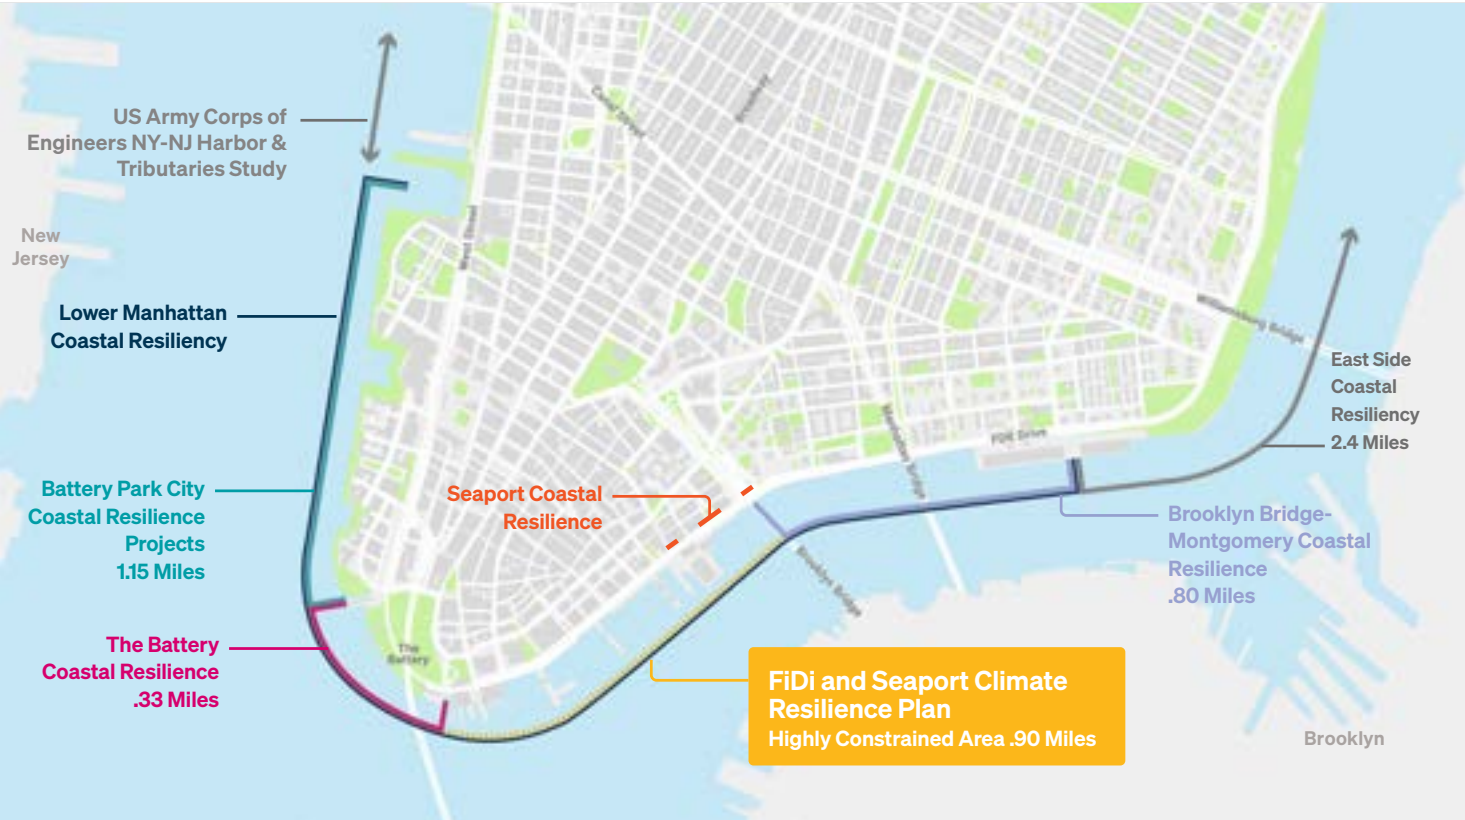 US Army Corps of
Engineers NY-NJ Harbor &
Tributaries Study
New
Jersey
Lower Manhattan
Coastal Resiliency
Battery Park City
Coastal Resilience
Projects
1.15 Miles
The Battery
Coastal Resilience
.33 Miles
Seaport Coastal
Resilience
FiDi and Seaport Climate
Resilience Plan
Highly Constrained Area .90 Miles
Brooklyn Bridge-
Montgomery Coastal
Resilience
.80 Miles
East Side
Coastal
Resiliency
2.4 Miles
Brooklyn
Canal Street
Broadway
West Street
The
Battery
Brooklyn Bridge
Manhattan Bridge
FDR Drive
Williamsburg Bridge